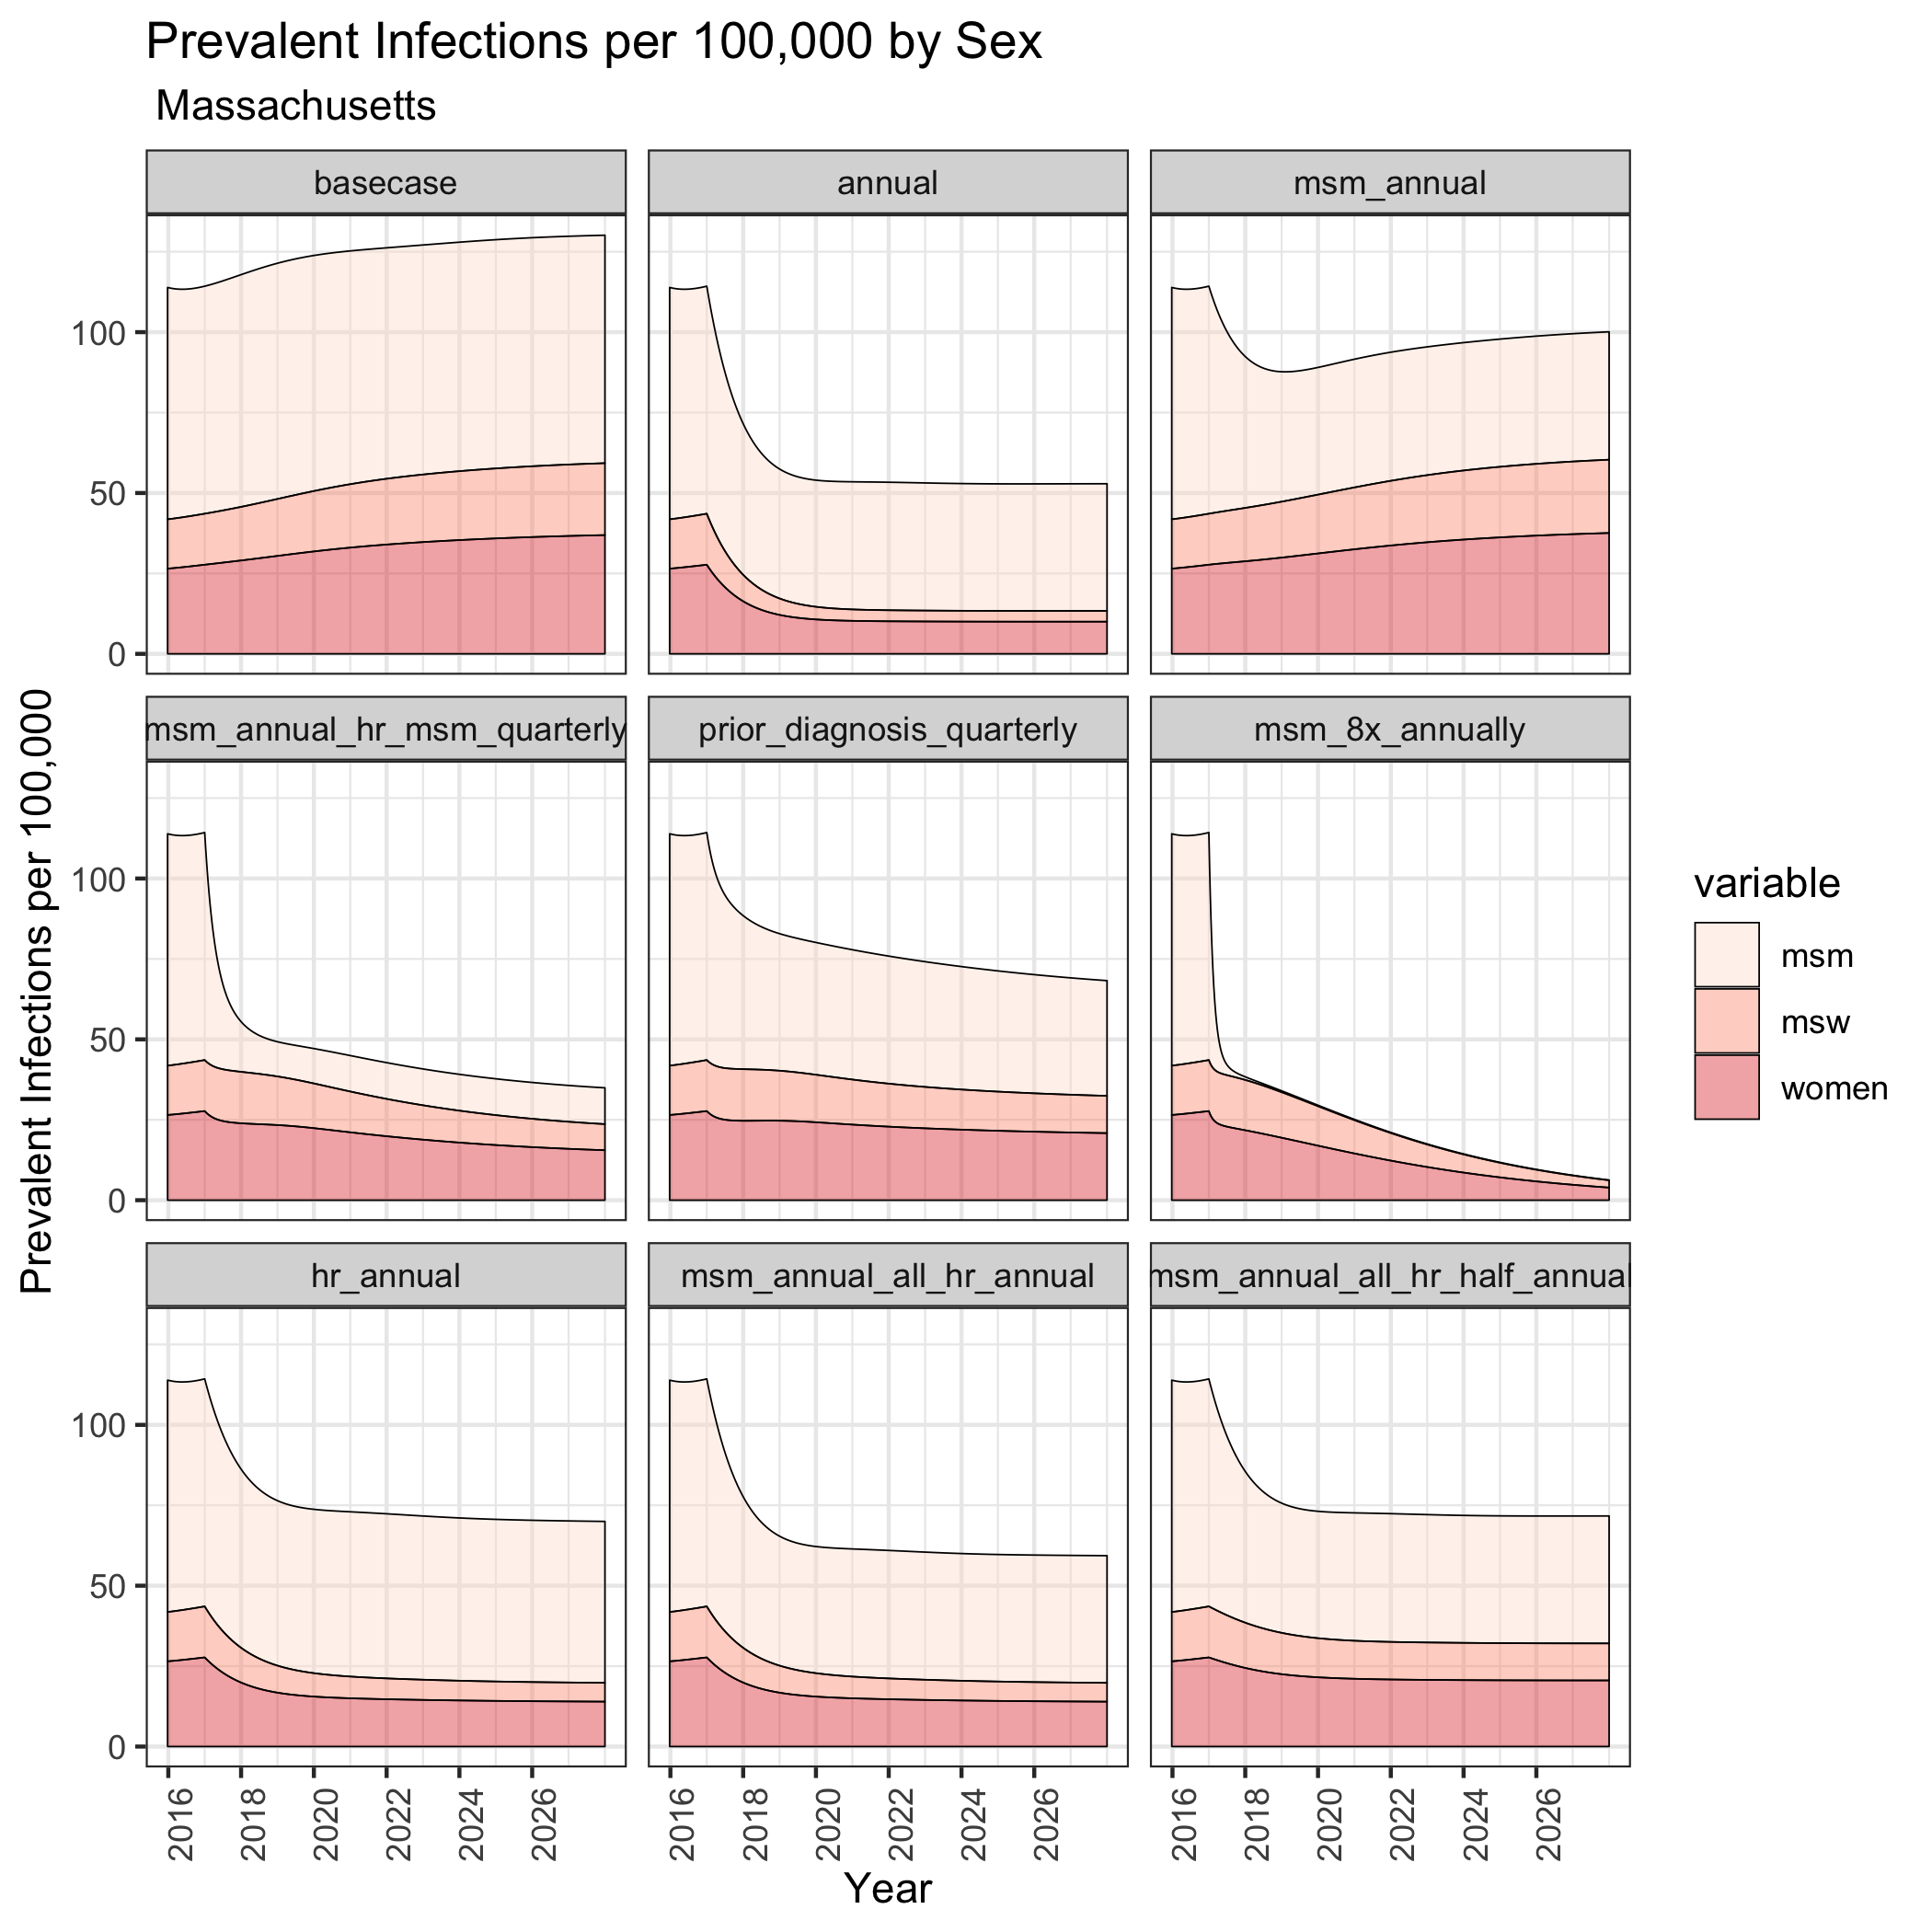 Prevalent Infections per 100,000 by Sex
Massachusetts
basecase
annual
msm_annual
100
50
0
msm_annual_hr_msm_quarterly
prior_diagnosis_quarterly
msm_8x_annually
100
50
0
hr_annual
msm_annual_all_hr_annual
msm_annual_all_hr_half_annual
100
50
0
2016 2018 2020 2022 2024 2026
2016 2018 2020 2022 2024 2026
2016 2018 2020 2022 2024 2026
Year
Prevalent Infections per 100,000
variable
msm
msw
women